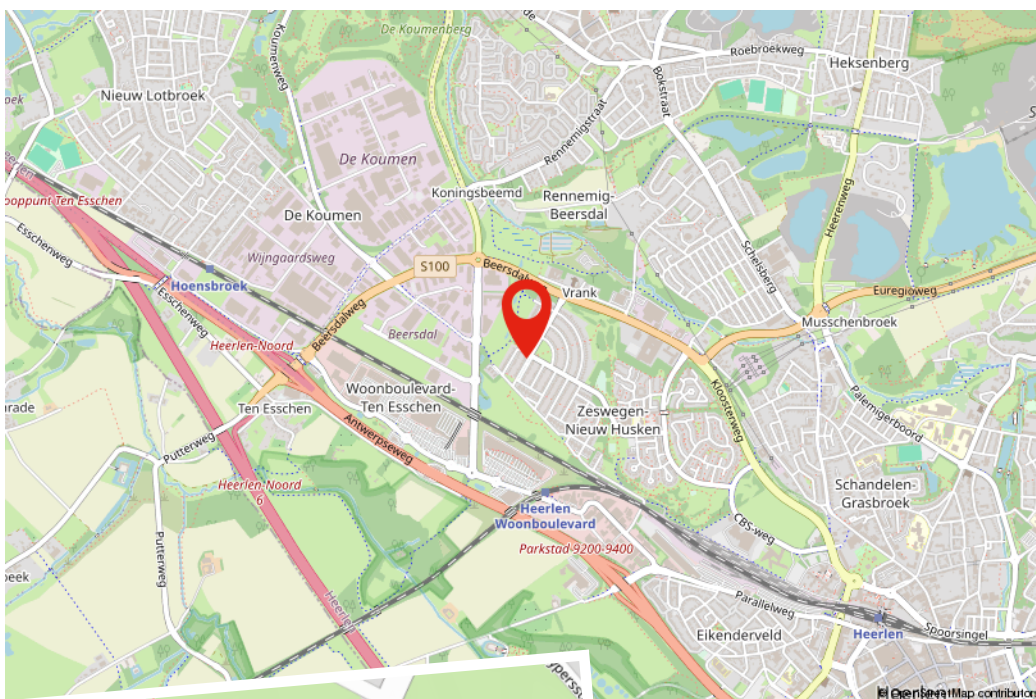 De Koumenberg
Koumenweg
Roebroekweg
Heksenberg
Bokstraat
Nieuw Lotbroek
Rennemigstraat
De Koumen
Koningsbeemd
Rennemig-
Beersdal
Heerenweg
De Koumen
Esschenweg
Wijngaardsweg
Scheisberg
S100
Hoensbroek
Vrank
Euregioweg
Esschenweg
Beersdalweg
Beersdal
Musschenbroek
Heerlen-Noord
Woonboulevard-
Ten Esschen
Ten Esschen
Zeswegen-
Nieuw Husken
Kloosterweg
Palemigerboord
Putterweg
Antwerpseweg
Heerlen-Noord
6
Schandelen-
Grasbroek
Heerlen
Woonboulevard
CBS-weg
Putterweg
Parkstad 9200-9400
Parallelweg
Eikenderveld
Heerlen
Spoorsingel